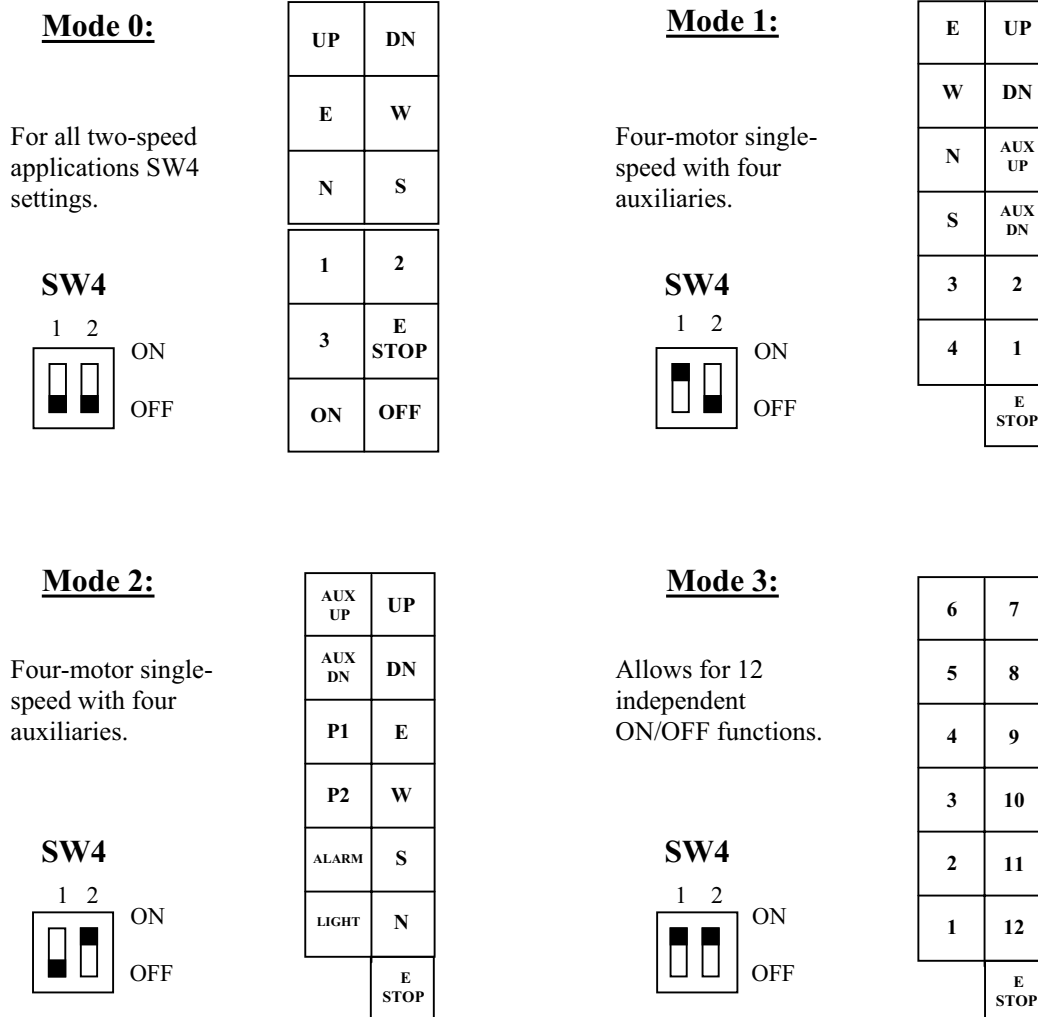 Mode 0:
For all two-speed
applications SW4
settings.
SW4
1 2
ON
OFF
UP DN
E W
N S
1 2
3 E STOP
ON OFF
Mode 1:
Four-motor single-
speed with four
auxiliaries.
SW4
1 2
ON
OFF
E UP
W DN
N AUX UP
S AUX DN
3 2
4 1
E STOP
Mode 2:
Four-motor single-
speed with four
auxiliaries.
SW4
1 2
ON
OFF
AUX UP UP
AUX DN DN
P1 E
P2 W
ALARM S
LIGHT N
E STOP
Mode 3:
Allows for 12
independent
ON/OFF functions.
SW4
1 2
ON
OFF
6 7
5 8
4 9
3 10
2 11
1 12
E STOP